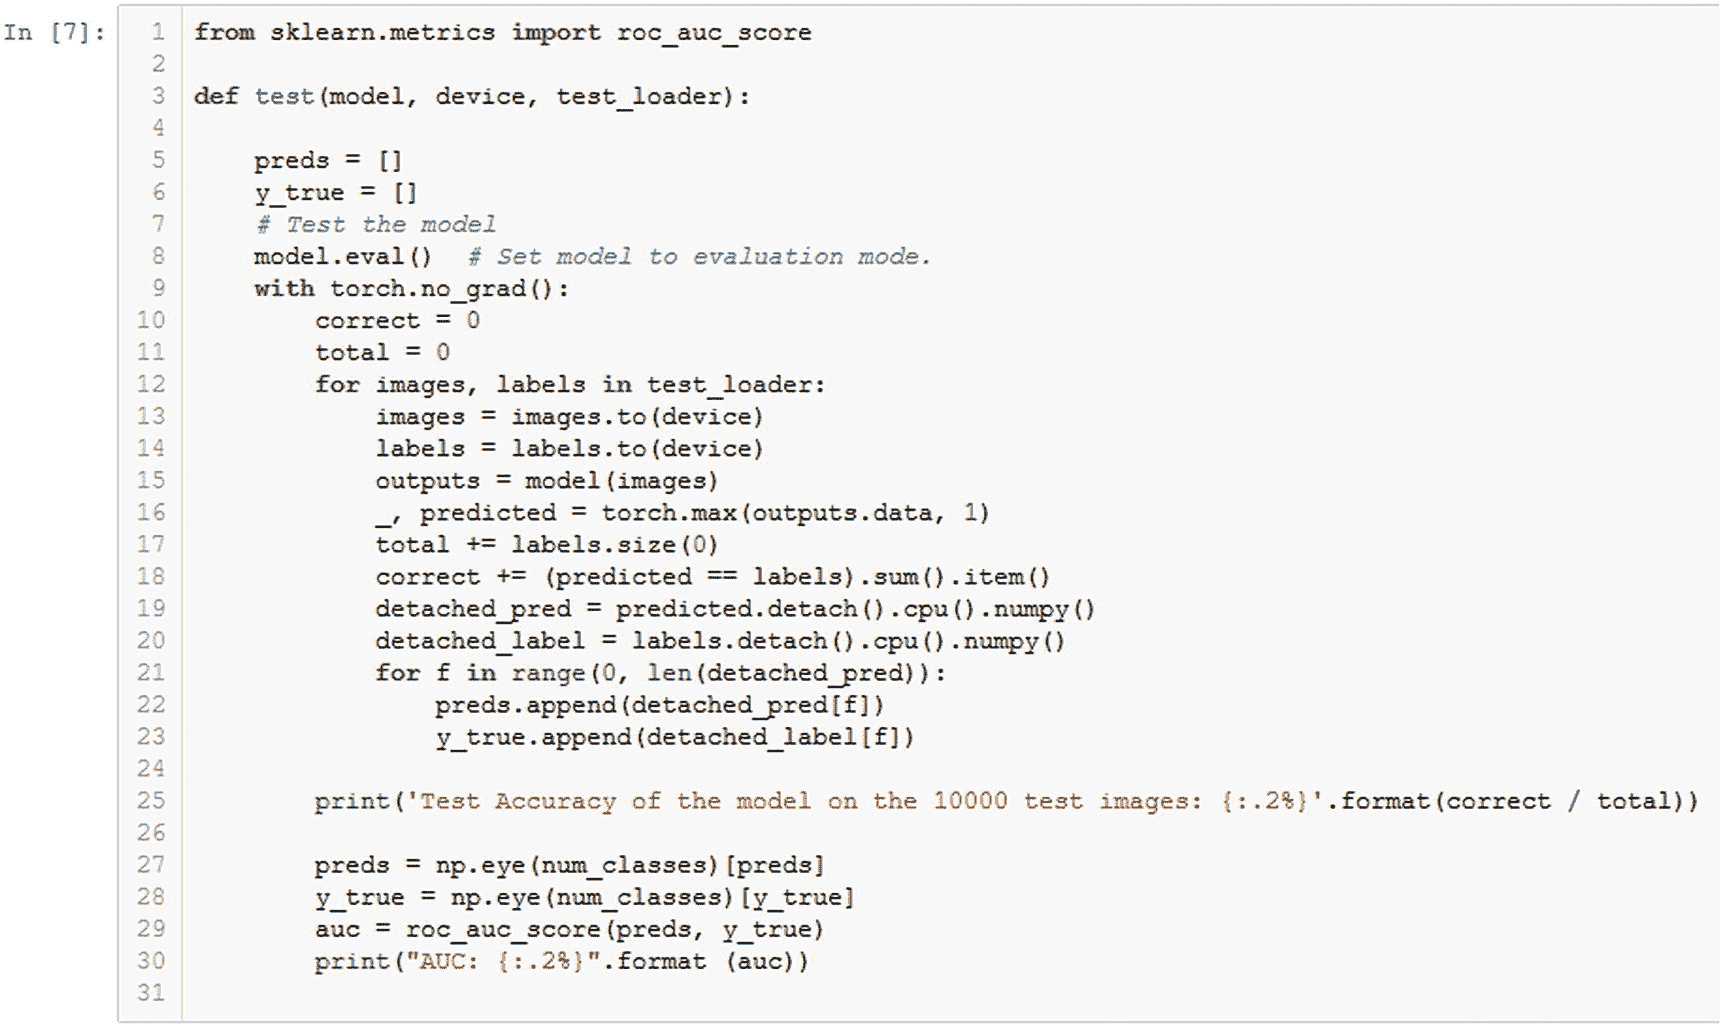 In [7]:
1 from sklearn.metrics import roc_auc_score
2
3 def test(model, device, test_loader):
4
5     preds = []
6     y_true = []
7     # Test the model
8     model.eval()  # Set model to evaluation mode.
9     with torch.no_grad():
10         correct = 0
11         total = 0
12         for images, labels in test_loader:
13             images = images.to(device)
14             labels = labels.to(device)
15             outputs = model(images)
16             _, predicted = torch.max(outputs.data, 1)
17             total += labels.size(0)
18             correct += (predicted == labels).sum().item()
19             detached_pred = predicted.detach().cpu().numpy()
20             detached_label = labels.detach().cpu().numpy()
21             for f in range(0, len(detached_pred)):
22                 preds.append(detached_pred[f])
23                 y_true.append(detached_label[f])
24
25         print('Test Accuracy of the model on the 10000 test images: {:.2%}'.format(correct / total))
26
27         preds = np.eye(num_classes)[preds]
28         y_true = np.eye(num_classes)[y_true]
29         auc = roc_auc_score(preds, y_true)
30         print("AUC: {:.2%}".format (auc))
31